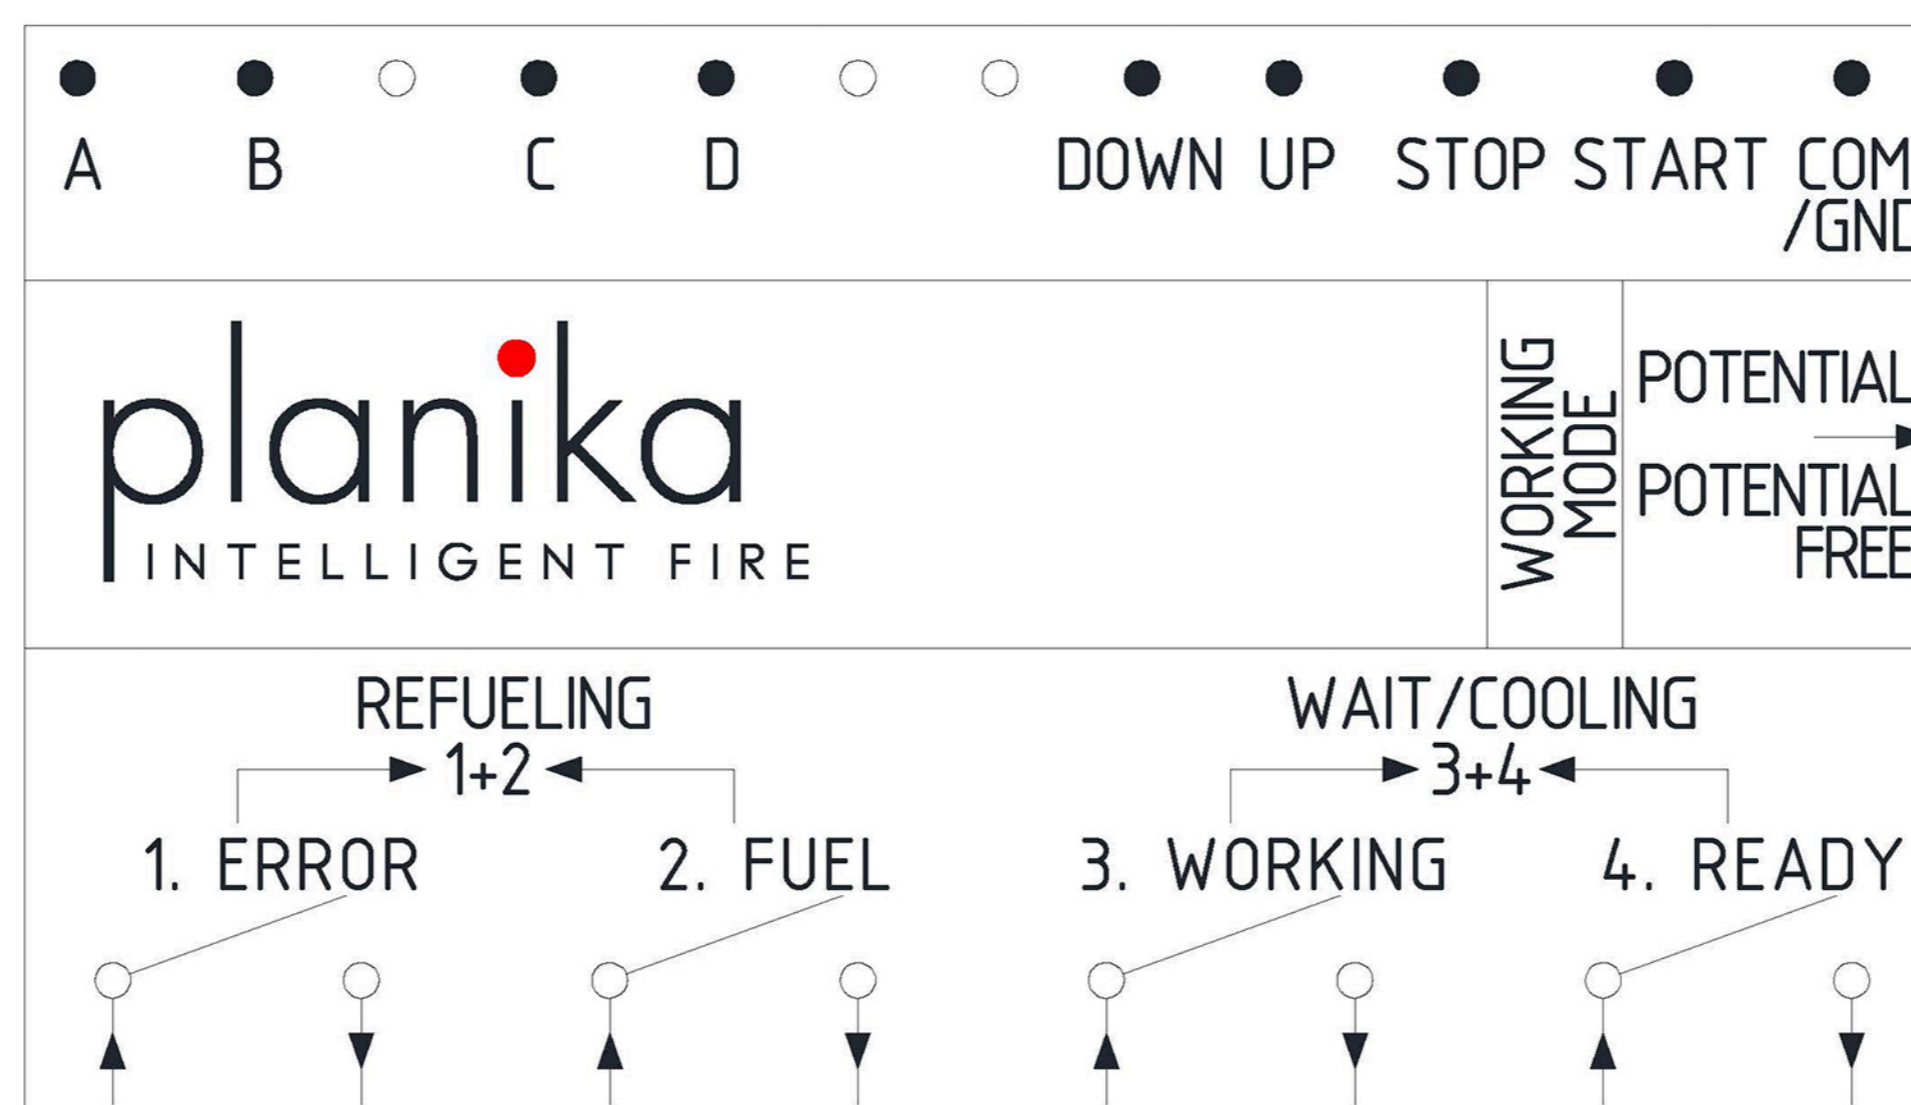 A B C D DOWN UP STOP START COM
/GND
planika
INTELLIGENT FIRE
WORKING
MODE
POTENTIAL
POTENTIAL
FREE
REFUELING
1+2
WAIT/COOLING
3+4
1. ERROR 2. FUEL 3. WORKING 4. READY